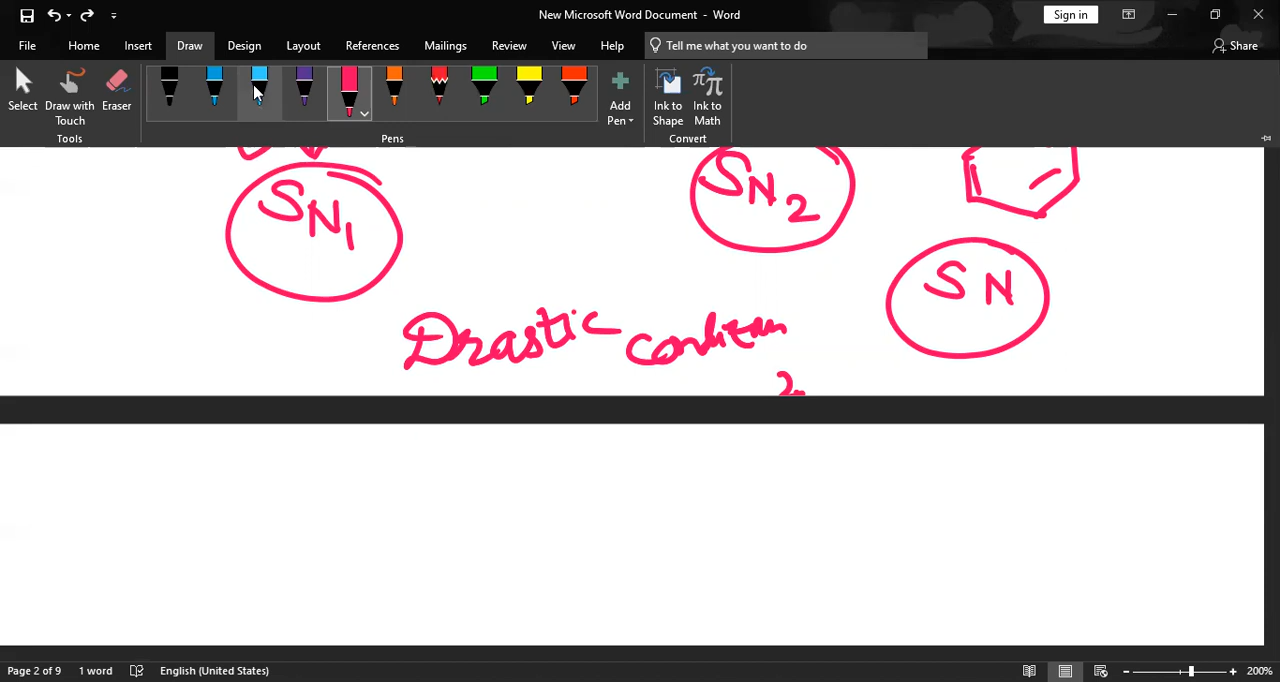 New Microsoft Word Document - Word
Sign in
File Home Insert Draw Design Layout References Mailings Review View Help Tell me what you want to do Share
Select Draw with Touch Eraser Add Pen Ink to Shape Ink to Math
Tools Pens Convert
SN1 SN2
SN
Drastic condition
Page 2 of 9 1 word English (United States) 200%